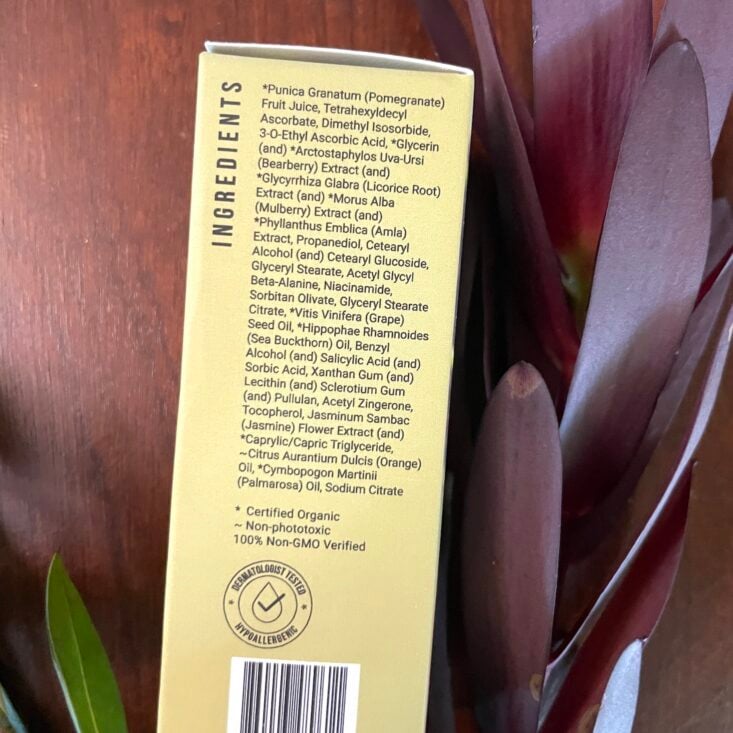 INGREDIENTS
*Punica Granatum (Pomegranate)
Fruit Juice, Tetrahexyldecyl
Ascorbate, Dimethyl Isosorbide,
3-O-Ethyl Ascorbic Acid, *Glycerin
(and) *Arctostaphylos Uva-Ursi
(Bearberry) Extract (and)
*Glycyrrhiza Glabra (Licorice Root)
Extract (and) *Morus Alba
(Mulberry) Extract (and)
*Phyllanthus Emblica (Amla)
Extract, Propanediol, Cetearyl
Alcohol (and) Cetearyl Glucoside,
Glyceryl Stearate, Acetyl Glycyl
Beta-Alanine, Niacinamide,
Sorbitan Olivate, Glyceryl Stearate
Citrate, *Vitis Vinifera (Grape)
Seed Oil, *Hippophae Rhamnoides
(Sea Buckthorn) Oil, Benzyl
Alcohol (and) Salicylic Acid (and)
Sorbic Acid, Xanthan Gum (and)
Lecithin (and) Sclerotium Gum
(and) Pullulan, Acetyl Zingerone,
Tocopherol, Jasminum Sambac
(Jasmine) Flower Extract (and)
*Caprylic/Capric Triglyceride,
~Citrus Aurantium Dulcis (Orange)
Oil, *Cymbopogon Martinii
(Palmarosa) Oil, Sodium Citrate
* Certified Organic
~ Non-phototoxic
100% Non-GMO Verified
DERMATOLOGIST TESTED
* HYPOALLERGENIC *